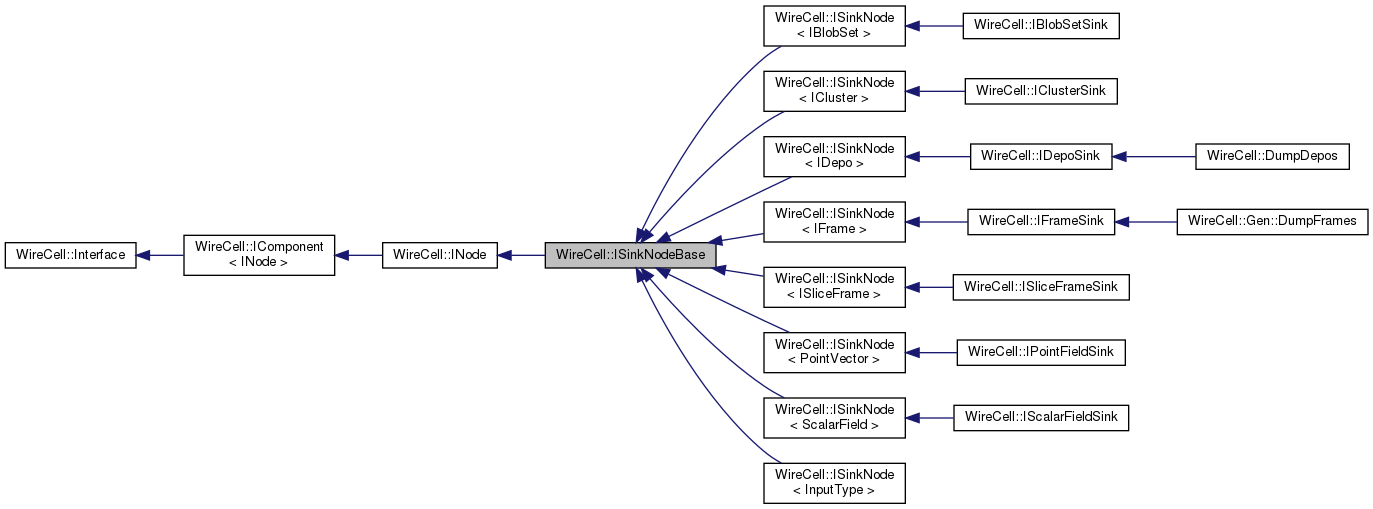 WireCell::Interface
WireCell::IComponent
< INode >
WireCell::INode
WireCell::ISinkNodeBase
WireCell::ISinkNode
< IBlobSet >
WireCell::IBlobSetSink
WireCell::ISinkNode
< ICluster >
WireCell::IClusterSink
WireCell::ISinkNode
< IDepo >
WireCell::IDepoSink
WireCell::DumpDepos
WireCell::ISinkNode
< IFrame >
WireCell::IFrameSink
WireCell::Gen::DumpFrames
WireCell::ISinkNode
< ISliceFrame >
WireCell::ISliceFrameSink
WireCell::ISinkNode
< PointVector >
WireCell::IPointFieldSink
WireCell::ISinkNode
< ScalarField >
WireCell::IScalarFieldSink
WireCell::ISinkNode
< InputType >